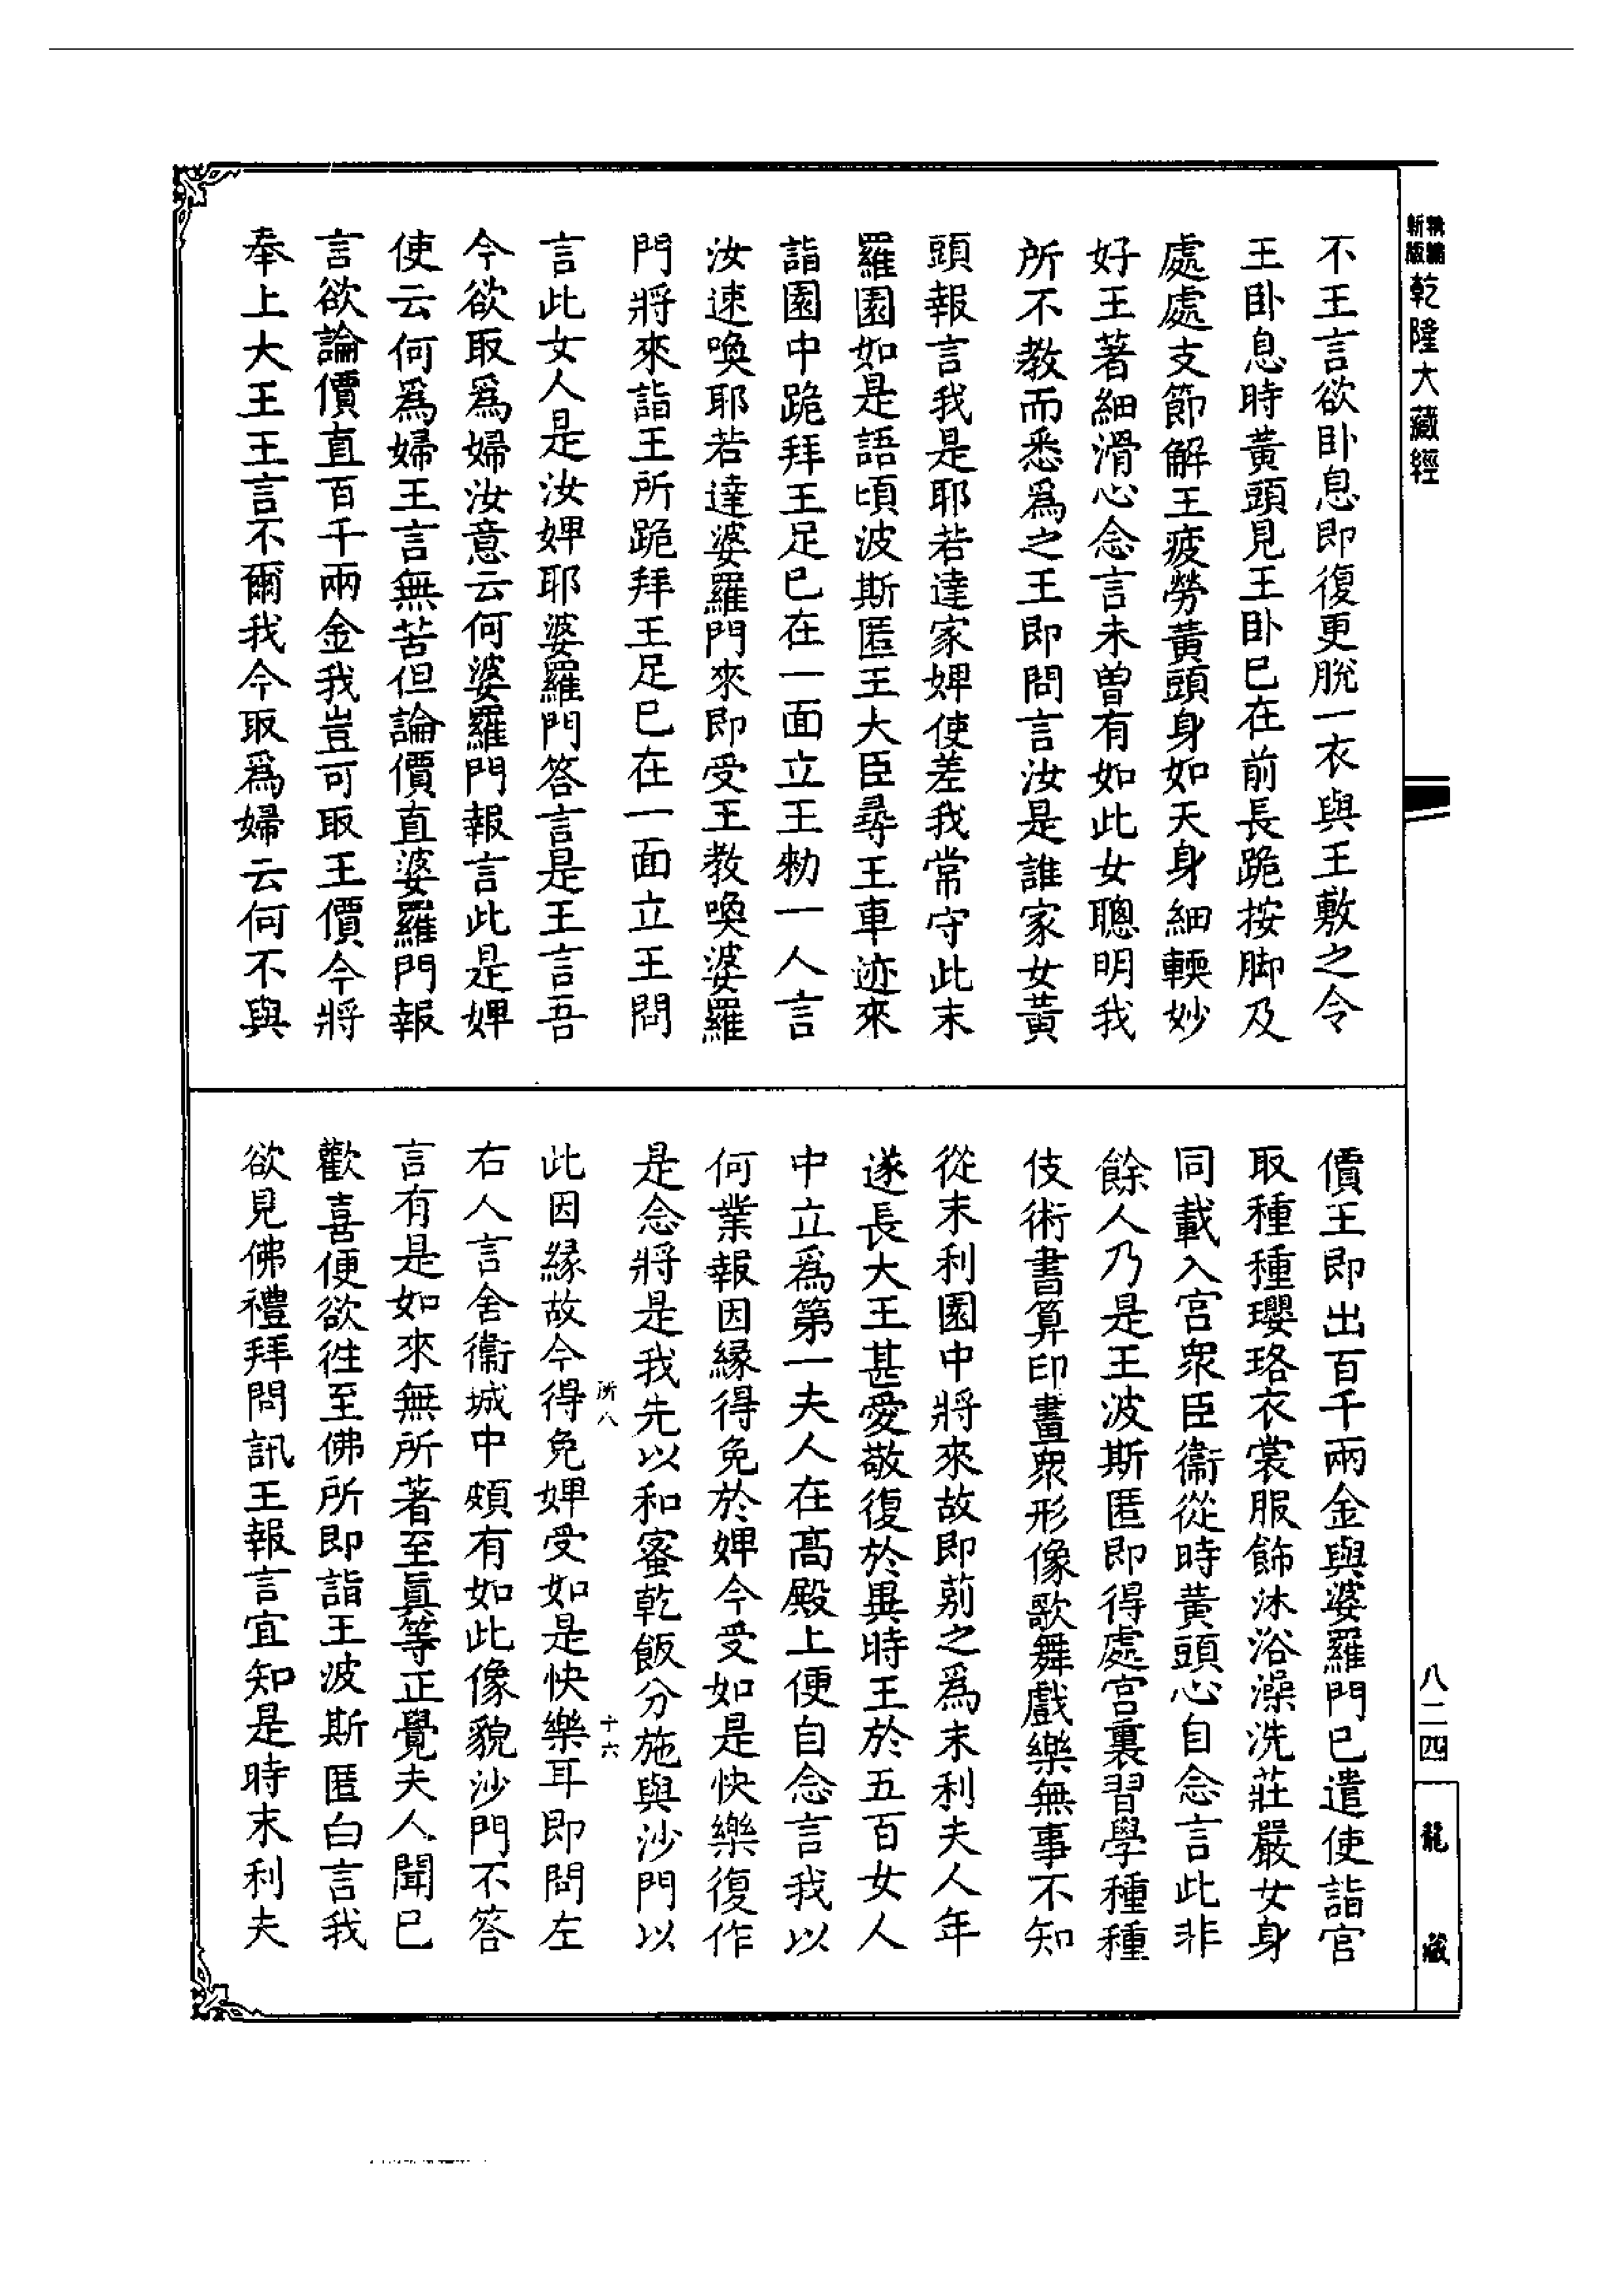 新版 乾隆大藏經
不王言欲卧息即復更脫一衣與王敷之令
王卧息時黃頭見王卧已在前長跪按脚及
處處支節解王疲勞黃頭身如天身細輭妙
好王著細滑心念言未曾有如此女聰明我
所不教而悉爲之王即問言汝是誰家女黃
頭報言我是耶若達家婢使差我常守此末
羅園如是語頃波斯匿王大臣尋王車迹來
詣園中跪拜王足已在一面立王勑一人言
汝速喚耶若達婆羅門來即受王教喚婆羅
門將來詣王所跪拜王足已在一面立王問
言此女人是汝婢耶婆羅門答言是王言吾
今欲取爲婦汝意云何婆羅門報言此是婢
使云何爲婦王言無苦但論價直婆羅門報
言欲論價直百千兩金我豈可取王價今將
奉上大王王言不爾我今取爲婦云何不與
價王即出百千兩金與婆羅門已遣使詣宫
取種種瓔珞衣裳服飾沐浴澡洗莊嚴女身
同載入宫衆臣衞從時黃頭心自念言此非
餘人乃是王波斯匿即得處宫裏習學種種
伎術書算印畫衆形像歌舞戲樂無事不知
從末利園中將來故即剪之爲末利夫人年
遂長大王甚愛敬復於異時王於五百女人
中立爲第一夫人在高殿上便自念言我以
何業報因緣得免於婢今受如是快樂復作
是念將是我先以和蜜乾飯分施與沙門以
所八 十六
此因緣故今得免婢受如是快樂耳即問左
右人言舍衞城中頗有如此像貌沙門不答
言有是如來無所著至眞等正覺夫人聞已
歡喜便欲徃至佛所即詣王波斯匿白言我
欲見佛禮拜問訊王報言宜知是時末利夫
八二四
龍藏